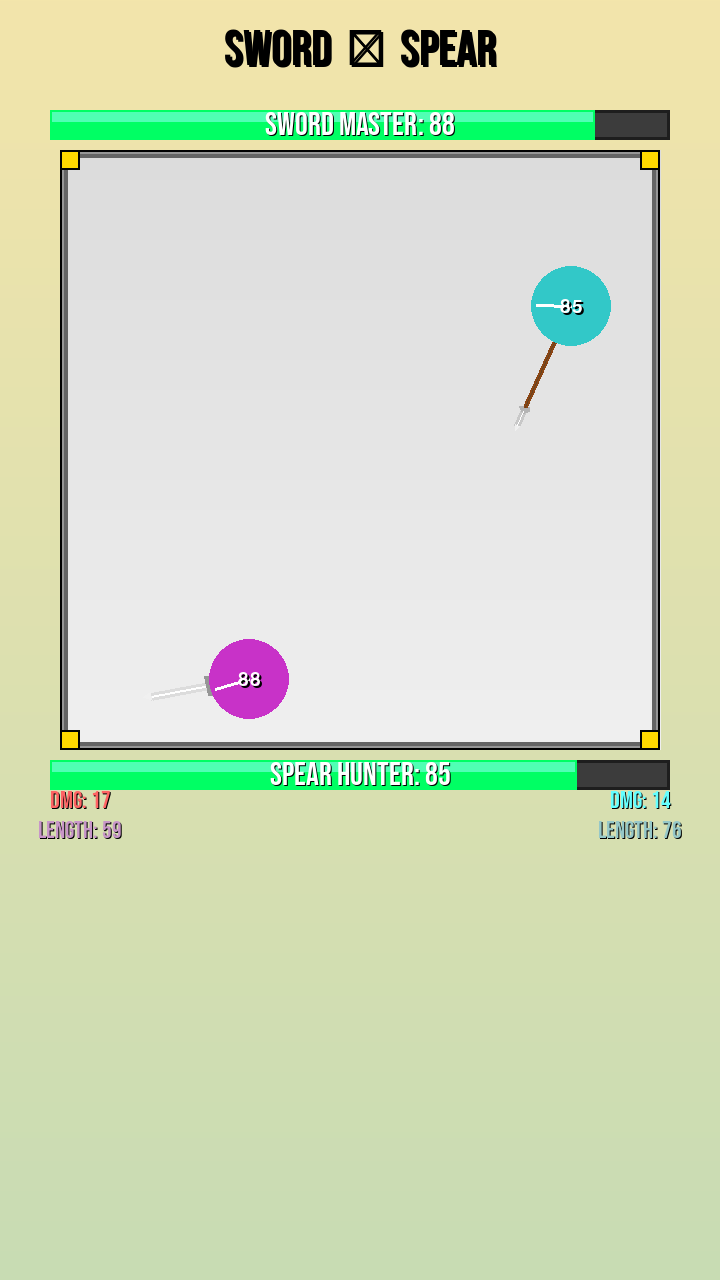 SWORD ☒ SPEAR
SWORD MASTER: 88
85
88
SPEAR HUNTER: 85
DMG: 17
DMG: 14
LENGTH: 59
LENGTH: 76